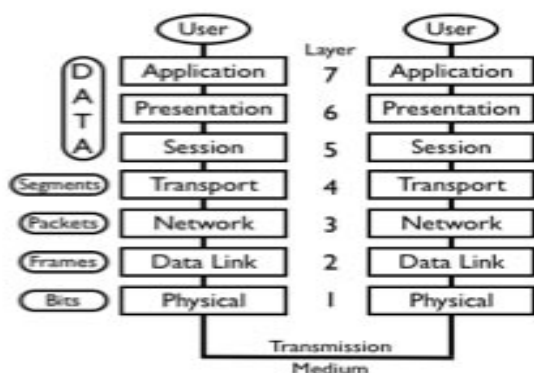 User User
Layer
D Application 7 Application
A Presentation 6 Presentation
T
A Session 5 Session
Segments Transport 4 Transport
Packets Network 3 Network
Frames Data Link 2 Data Link
Bits Physical 1 Physical
Transmission
Medium